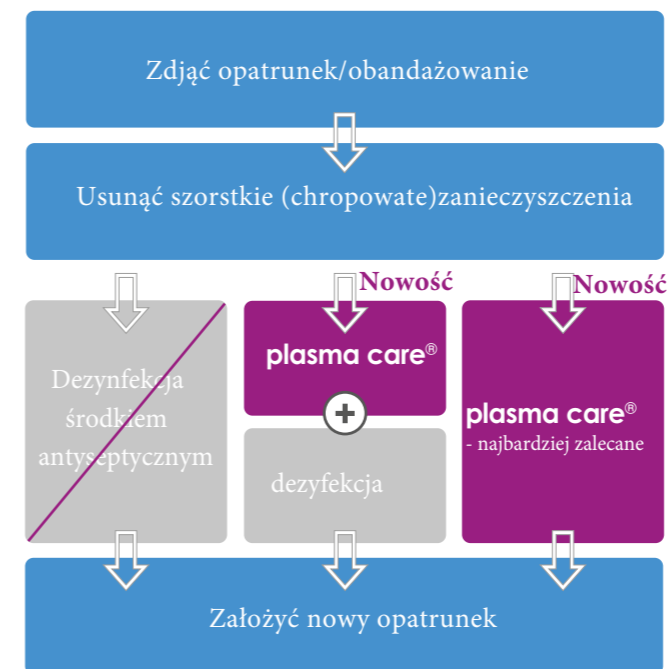 Zdjąć opatrunek/obandażowanie
Usunąć szorstkie (chropowate)zanieczyszczenia
Nowość
Nowość
Dezynfekcja
środkiem
antyseptycznym
plasma care®
+
dezyfekcja
plasma care®
- najbardziej zalecane
Założyć nowy opatrunek